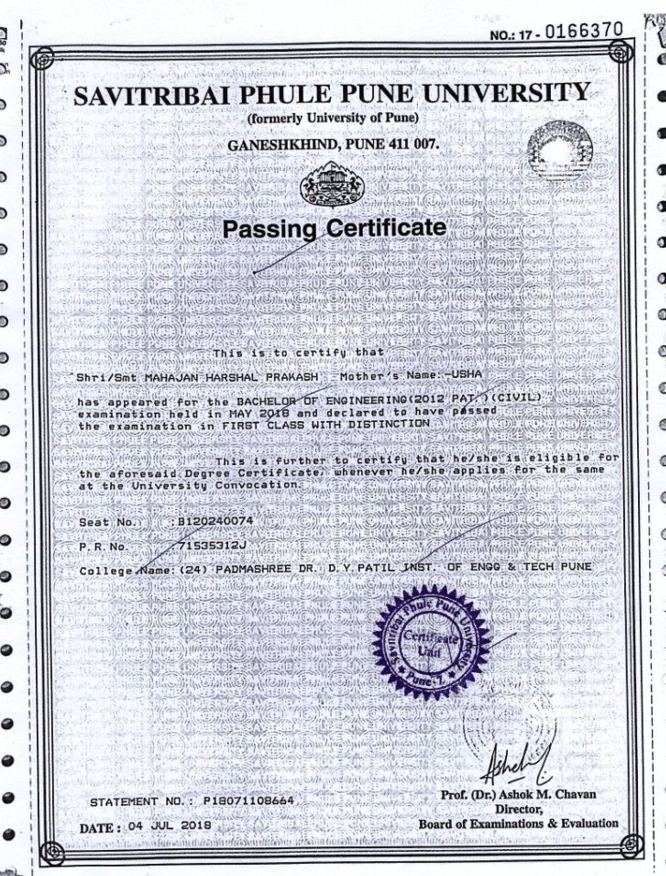 NO.: 17 - 0166370
SAVITRIBAI PHULE PUNE UNIVERSITY
(formerly University of Pune)
GANESHKHIND, PUNE 411 007.
Passing Certificate
This is to certify that
Shri/Smt MAHAJAN HARSHAL PRAKASH Mother's Name:-USHA
has appeared for the BACHELOR OF ENGINEERING(2012 PAT.)(CIVIL)
examination held in MAY 2018 and declared to have passed
the examination in FIRST CLASS WITH DISTINCTION
This is further to certify that he/she is eligible for
the aforesaid Degree Certificate, whenever he/she applies for the same
at the University Convocation.
Seat No. :B120240074
P.R.No. :71535312J
College Name:(24) PADMASHREE DR. D.Y.PATIL INST. OF ENGG & TECH PUNE
Savitribai Phule Pune University
Certificate
Unit
Pune-7.
STATEMENT NO.: P18071108664
DATE : 04 JUL 2018
Prof. (Dr.) Ashok M. Chavan
Director,
Board of Examinations & Evaluation